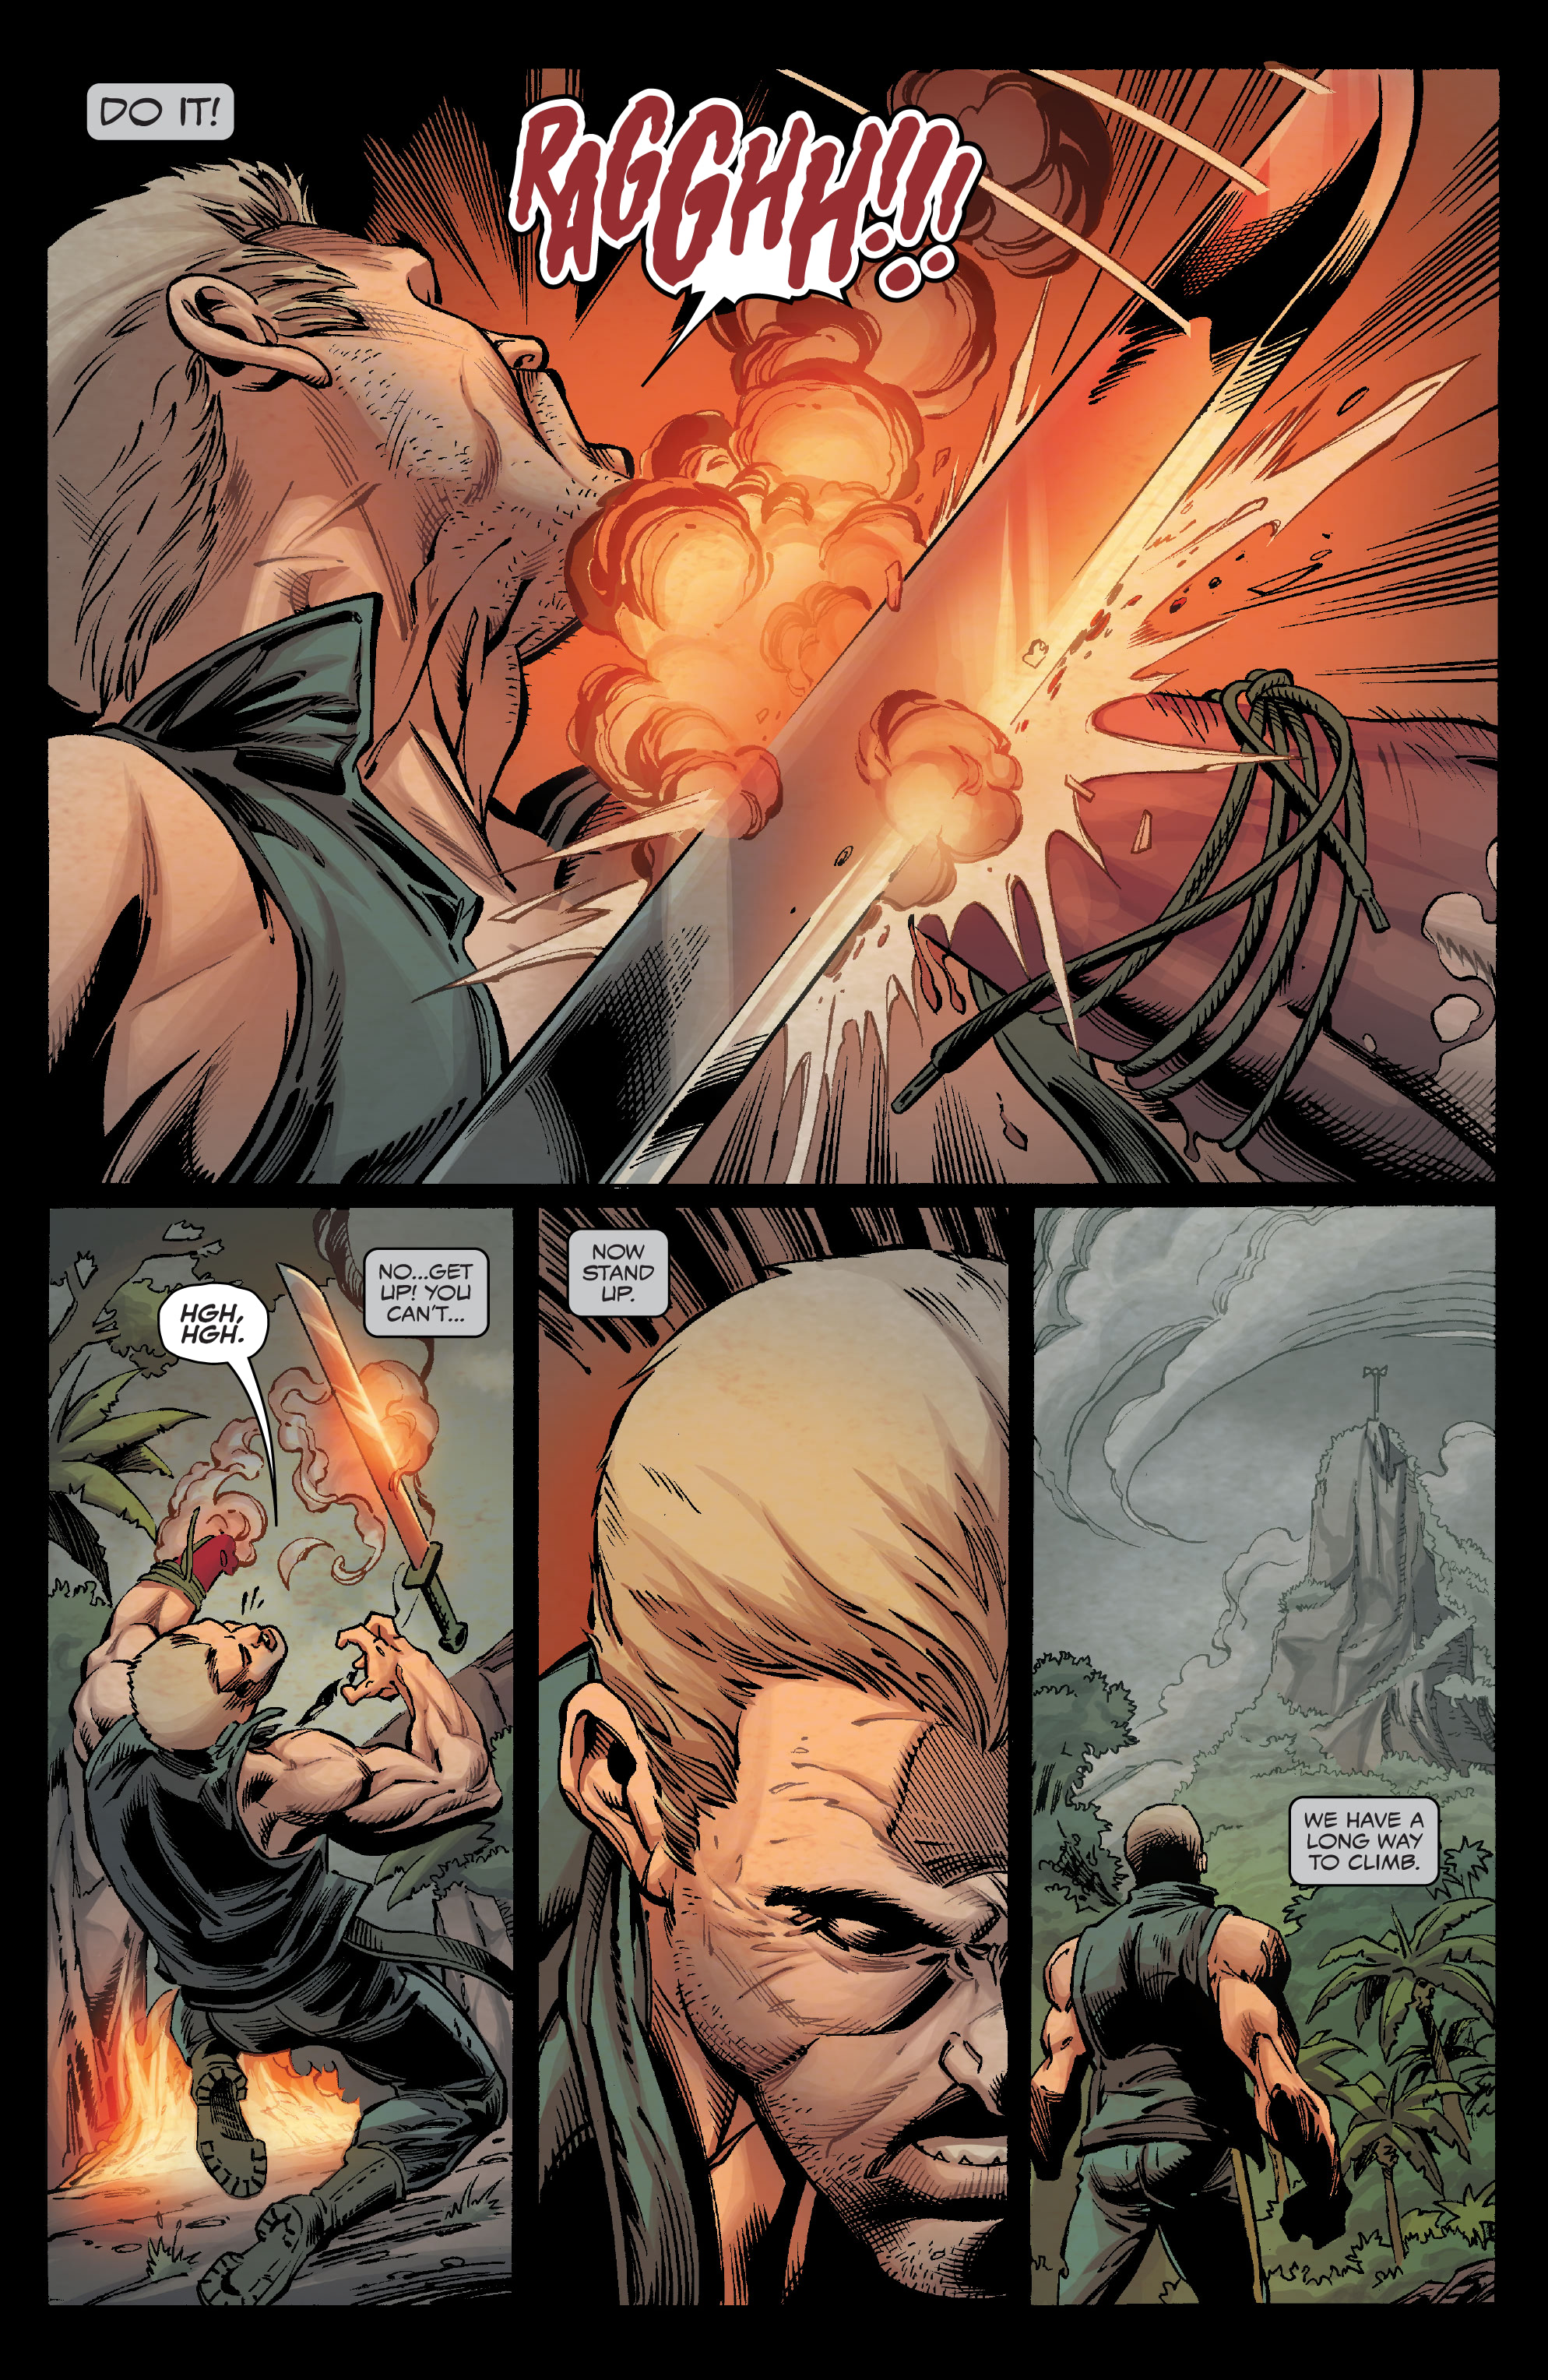 DO IT!
RAGGHH!!!
HGH,
HGH.
NO...GET
UP! YOU
CAN'T...
NOW
STAND
UP.
WE HAVE A
LONG WAY
TO CLIMB.